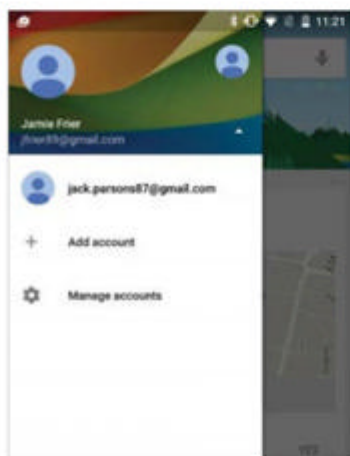 11:21
Jamie Frier
jfrier89@gmail.com
jack.parsons87@gmail.com
Add account
Manage accounts